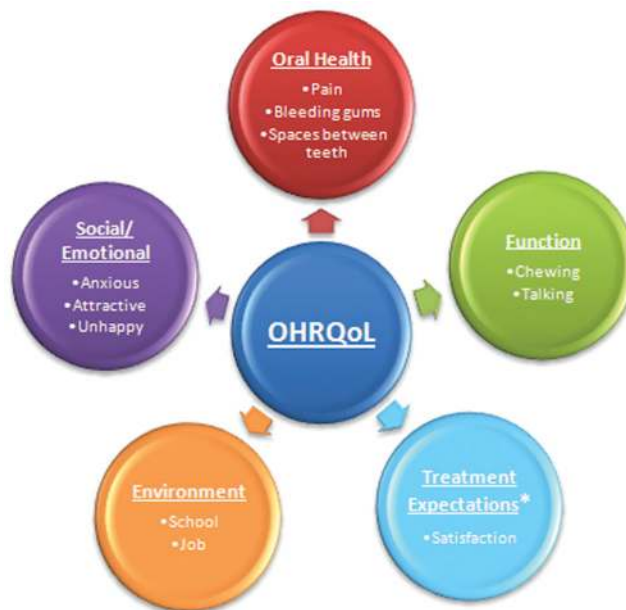 Oral Health
•Pain
•Bleeding gums
•Spaces between
teeth
Social/
Emotional
•Anxious
•Attractive
•Unhappy
Function
•Chewing
•Talking
OHRQoL
Environment
•School
•Job
Treatment
Expectations*
•Satisfaction